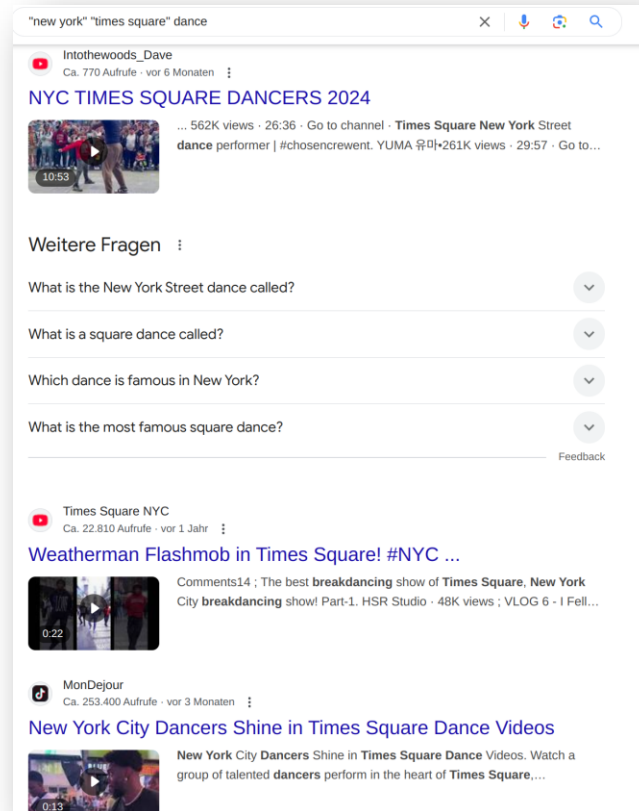 "new york" "times square" dance
Intothewoods_Dave
Ca. 770 Aufrufe · vor 6 Monaten
NYC TIMES SQUARE DANCERS 2024
... 562K views · 26:36 · Go to channel · Times Square New York Street
dance performer | #chosencrewent. YUMA 유마•261K views · 29:57 · Go to…
10:53
Weitere Fragen
What is the New York Street dance called?
What is a square dance called?
Which dance is famous in New York?
What is the most famous square dance?
Feedback
Times Square NYC
Ca. 22.810 Aufrufe · vor 1 Jahr
Weatherman Flashmob in Times Square! #NYC ...
Comments14 ; The best breakdancing show of Times Square, New York
City breakdancing show! Part-1. HSR Studio · 48K views ; VLOG 6 - I Fell…
0:22
MonDejour
Ca. 253.400 Aufrufe · vor 3 Monaten
New York City Dancers Shine in Times Square Dance Videos
New York City Dancers Shine in Times Square Dance Videos. Watch a
group of talented dancers perform in the heart of Times Square,…
0:13